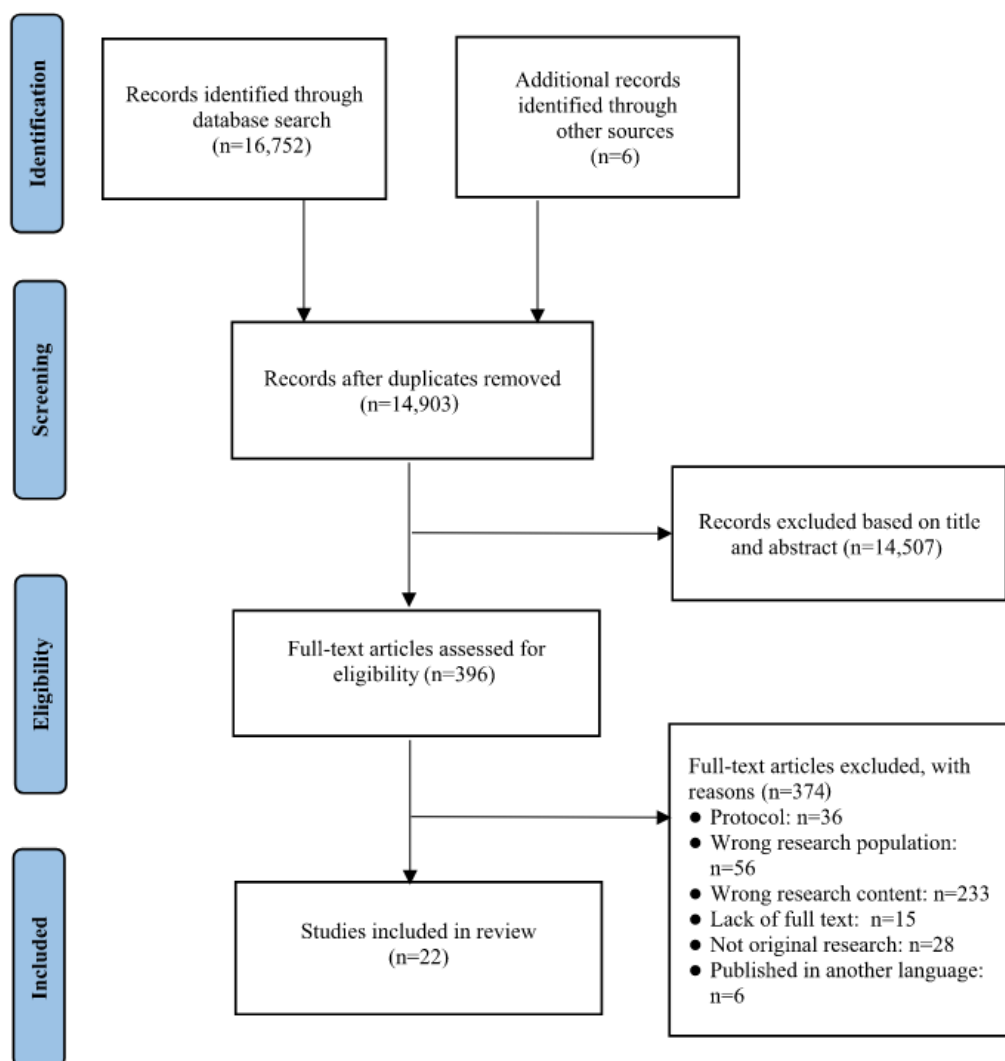 Identification
Records identified through
database search
(n=16,752)
Additional records
identified through
other sources
(n=6)
Screening
Records after duplicates removed
(n=14,903)
Records excluded based on title
and abstract (n=14,507)
Eligibility
Full-text articles assessed for
eligibility (n=396)
Full-text articles excluded, with
reasons (n=374)
● Protocol: n=36
● Wrong research population:
n=56
● Wrong research content: n=233
● Lack of full text: n=15
● Not original research: n=28
● Published in another language:
n=6
Included
Studies included in review
(n=22)